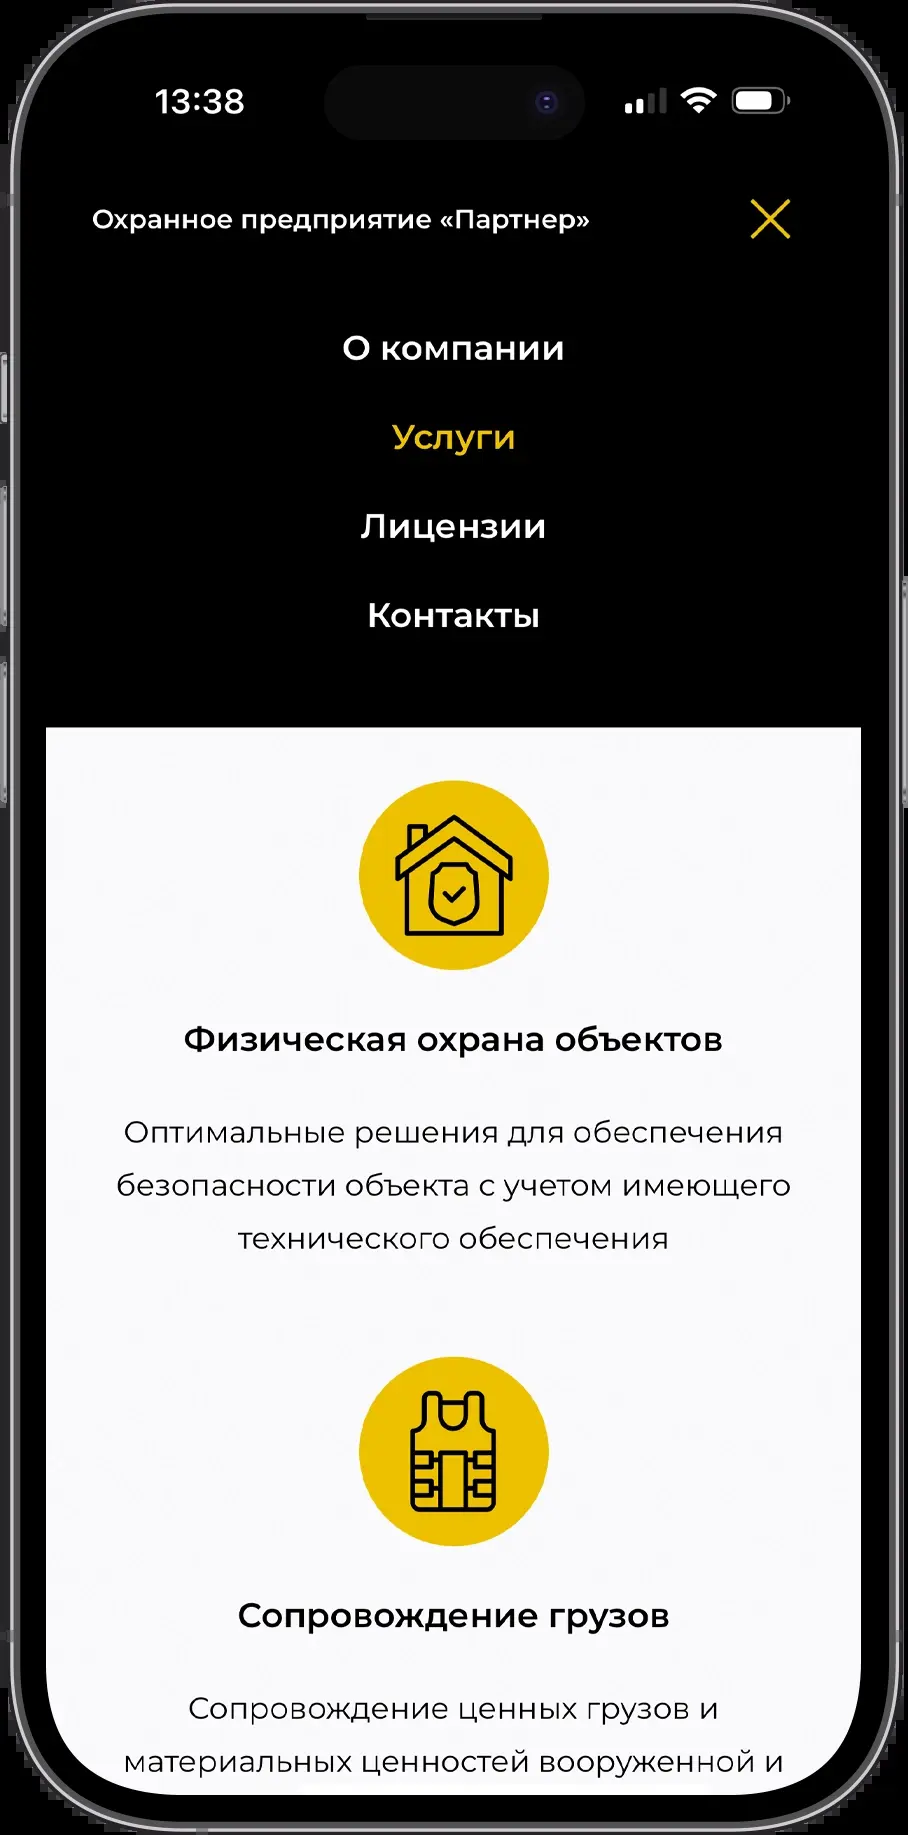 13:38
Охранное предприятие «Партнер»
О компании
Услуги
Лицензии
Контакты
Физическая охрана объектов
Оптимальные решения для обеспечения
безопасности объекта с учетом имеющего
технического обеспечения
Сопровождение грузов
Сопровождение ценных грузов и
материальных ценностей вооруженной и